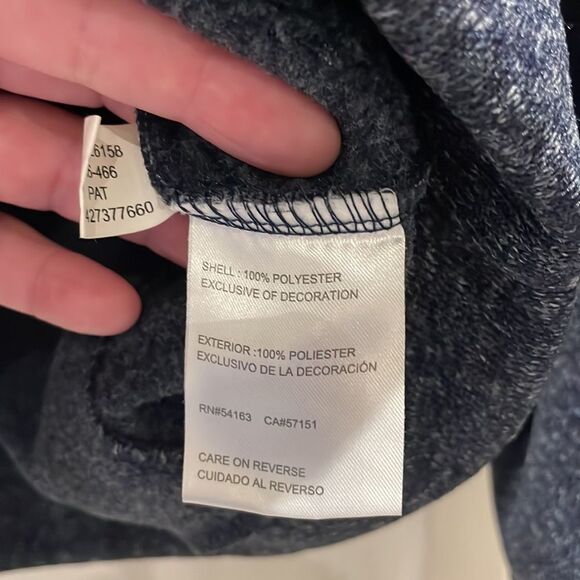 6158
-466
PAT
427377660
SHELL : 100% POLYESTER
EXCLUSIVE OF DECORATION
EXTERIOR :100% POLIESTER
EXCLUSIVO DE LA DECORACIÓN
RN#54163 CA#57151
CARE ON REVERSE
CUIDADO AL REVERSO